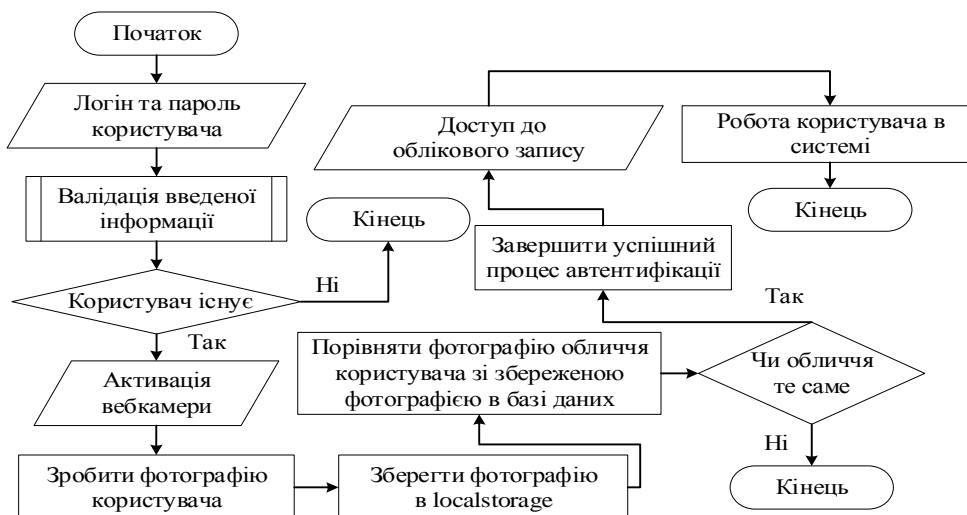 Початок
Логін та пароль
користувача
Валідація введеної
інформації
Користувач існує
Ні
Кінець
Так
Активація
вебкамери
Зробити фотографію
користувача
Зберегти фотографію
в localstorage
Порівняти фотографію обличчя
користувача зі збереженою
фотографією в базі даних
Чи обличчя
те саме
Ні
Кінець
Так
Завершити успішний
процес автентифікації
Доступ до
облікового запису
Робота користувача в
системі
Кінець